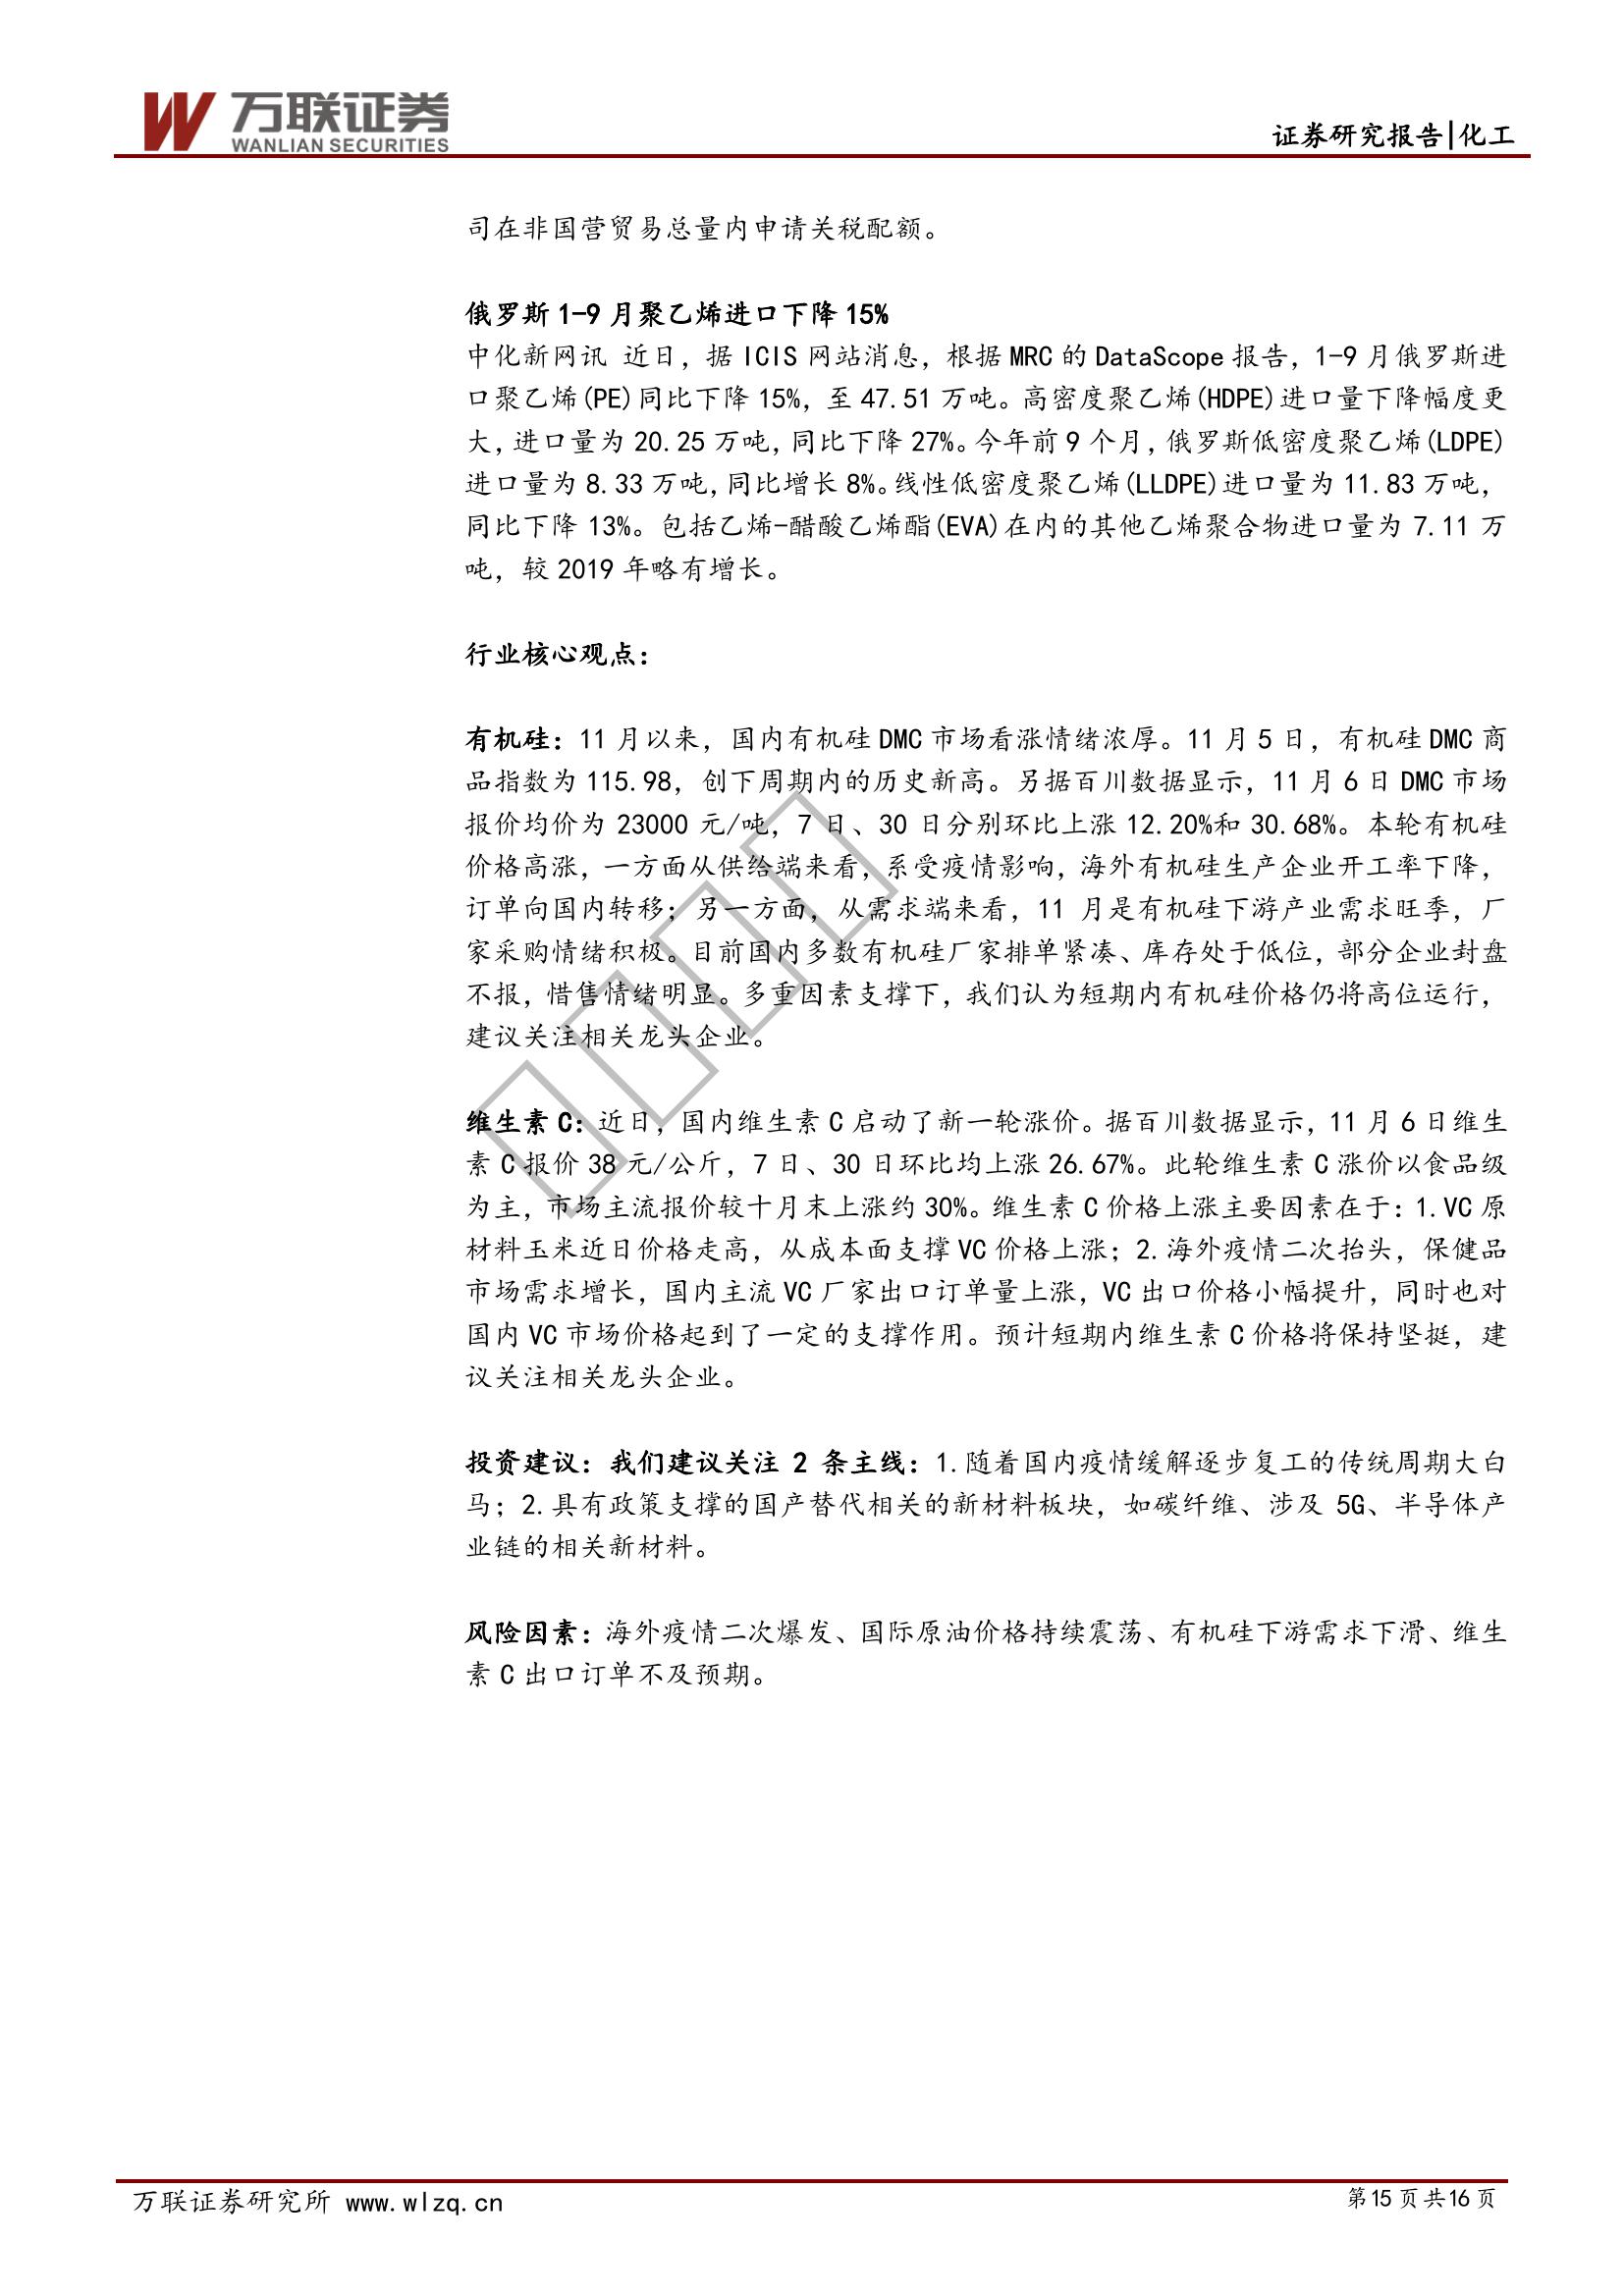 万联证券
WANLIAN SECURITIES
证券研究报告|化工
司在非国营贸易总量内申请关税配额。
俄罗斯 1-9 月聚乙烯进口下降 15%
中化新网讯 近日，据 ICIS 网站消息，根据 MRC 的 DataScope 报告，1-9 月俄罗斯进
口聚乙烯(PE)同比下降 15%，至 47.51 万吨。高密度聚乙烯(HDPE)进口量下降幅度更
大，进口量为 20.25 万吨，同比下降 27%。今年前 9 个月，俄罗斯低密度聚乙烯(LDPE)
进口量为 8.33 万吨，同比增长 8%。线性低密度聚乙烯(LLDPE)进口量为 11.83 万吨，
同比下降 13%。包括乙烯-醋酸乙烯酯(EVA)在内的其他乙烯聚合物进口量为 7.11 万
吨，较 2019 年略有增长。
行业核心观点：
有机硅：11 月以来，国内有机硅 DMC 市场看涨情绪浓厚。11 月 5 日，有机硅 DMC 商
品指数为 115.98，创下周期内的历史新高。另据百川数据显示，11 月 6 日 DMC 市场
报价均价为 23000 元/吨，7 日、30 日分别环比上涨 12.20%和 30.68%。本轮有机硅
价格高涨，一方面从供给端来看，系受疫情影响，海外有机硅生产企业开工率下降，
订单向国内转移；另一方面，从需求端来看，11 月是有机硅下游产业需求旺季，厂
家采购情绪积极。目前国内多数有机硅厂家排单紧凑、库存处于低位，部分企业封盘
不报，惜售情绪明显。多重因素支撑下，我们认为短期内有机硅价格仍将高位运行，
建议关注相关龙头企业。
维生素 C：近日，国内维生素 C 启动了新一轮涨价。据百川数据显示，11 月 6 日维生
素 C 报价 38 元/公斤，7 日、30 日环比均上涨 26.67%。此轮维生素 C 涨价以食品级
为主，市场主流报价较十月末上涨约 30%。维生素 C 价格上涨主要因素在于：1.VC 原
材料玉米近日价格走高，从成本面支撑 VC 价格上涨；2.海外疫情二次抬头，保健品
市场需求增长，国内主流 VC 厂家出口订单量上涨，VC 出口价格小幅提升，同时也对
国内 VC 市场价格起到了一定的支撑作用。预计短期内维生素 C 价格将保持坚挺，建
议关注相关龙头企业。
投资建议：我们建议关注 2 条主线：1.随着国内疫情缓解逐步复工的传统周期大白
马；2.具有政策支撑的国产替代相关的新材料板块，如碳纤维、涉及 5G、半导体产
业链的相关新材料。
风险因素：海外疫情二次爆发、国际原油价格持续震荡、有机硅下游需求下滑、维生
素 C 出口订单不及预期。
万联证券研究所 www.wlzq.cn
第15页共16页